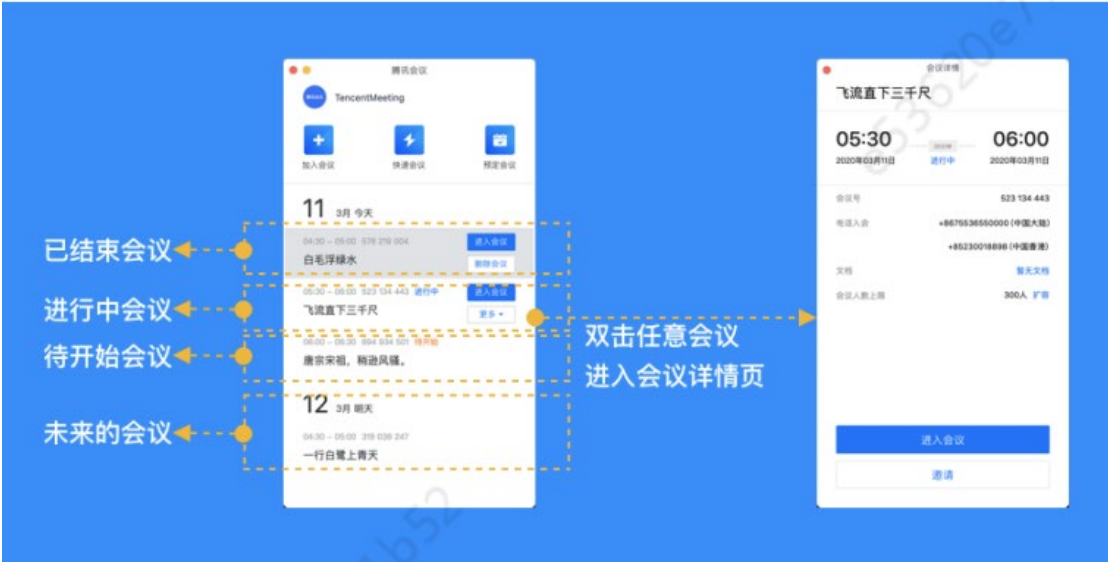 腾讯会议
TencentMeeting
加入会议 快速会议 预定会议
11 3月 今天
04:30 – 05:00 578 219 904 进入会议
白毛浮绿水 删除会议
05:30 – 06:00 523 134 443 进行中 进入会议
飞流直下三千尺 更多
06:00 – 06:30 694 934 501 待开始
唐宗宋祖，稍逊风骚。
12 3月 明天
04:30 – 05:00 319 036 247
一行白鹭上青天
已结束会议
进行中会议
待开始会议
未来的会议
双击任意会议
进入会议详情页
会议详情
飞流直下三千尺
05:30 06:00
2020年03月11日 进行中 2020年03月11日
会议号 523 134 443
电话入会 +8675536550000 (中国大陆)
+85230018898 (中国香港)
文档 暂无文档
会议人数上限 300人 扩容
进入会议
邀请